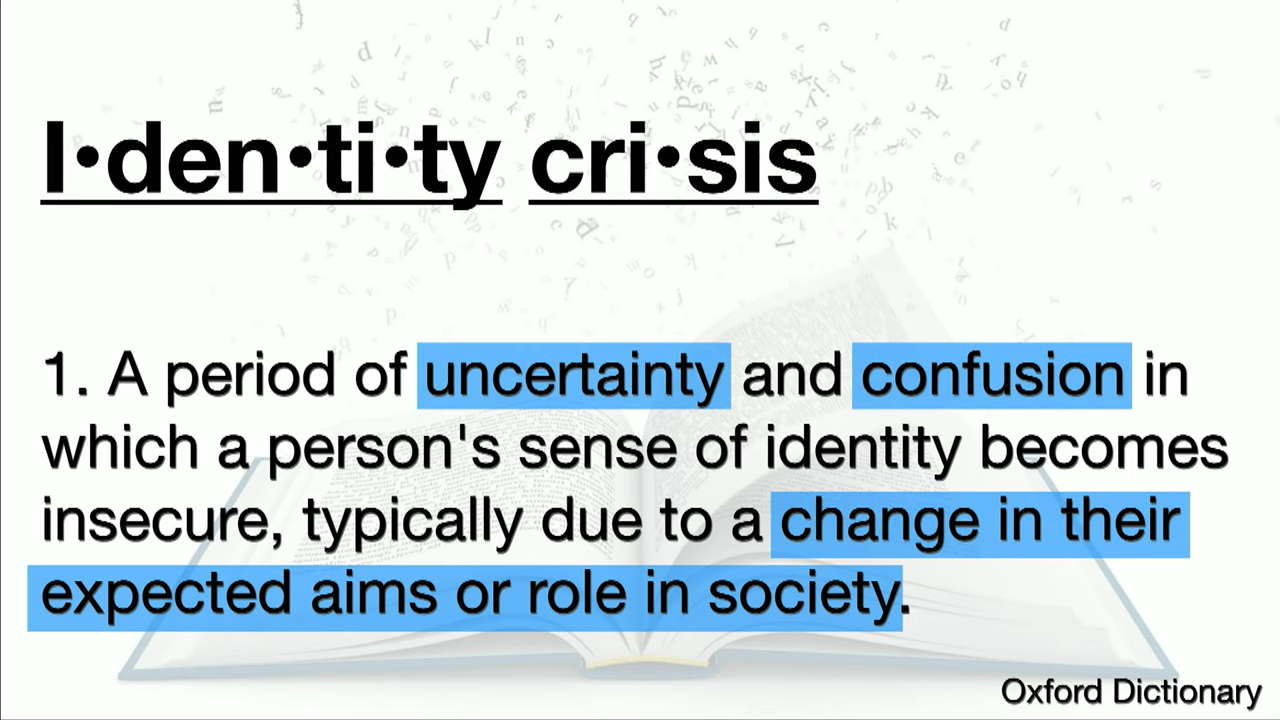 I•den•ti•ty cri•sis
1. A period of uncertainty and confusion in
which a person's sense of identity becomes
insecure, typically due to a change in their
expected aims or role in society.
Oxford Dictionary